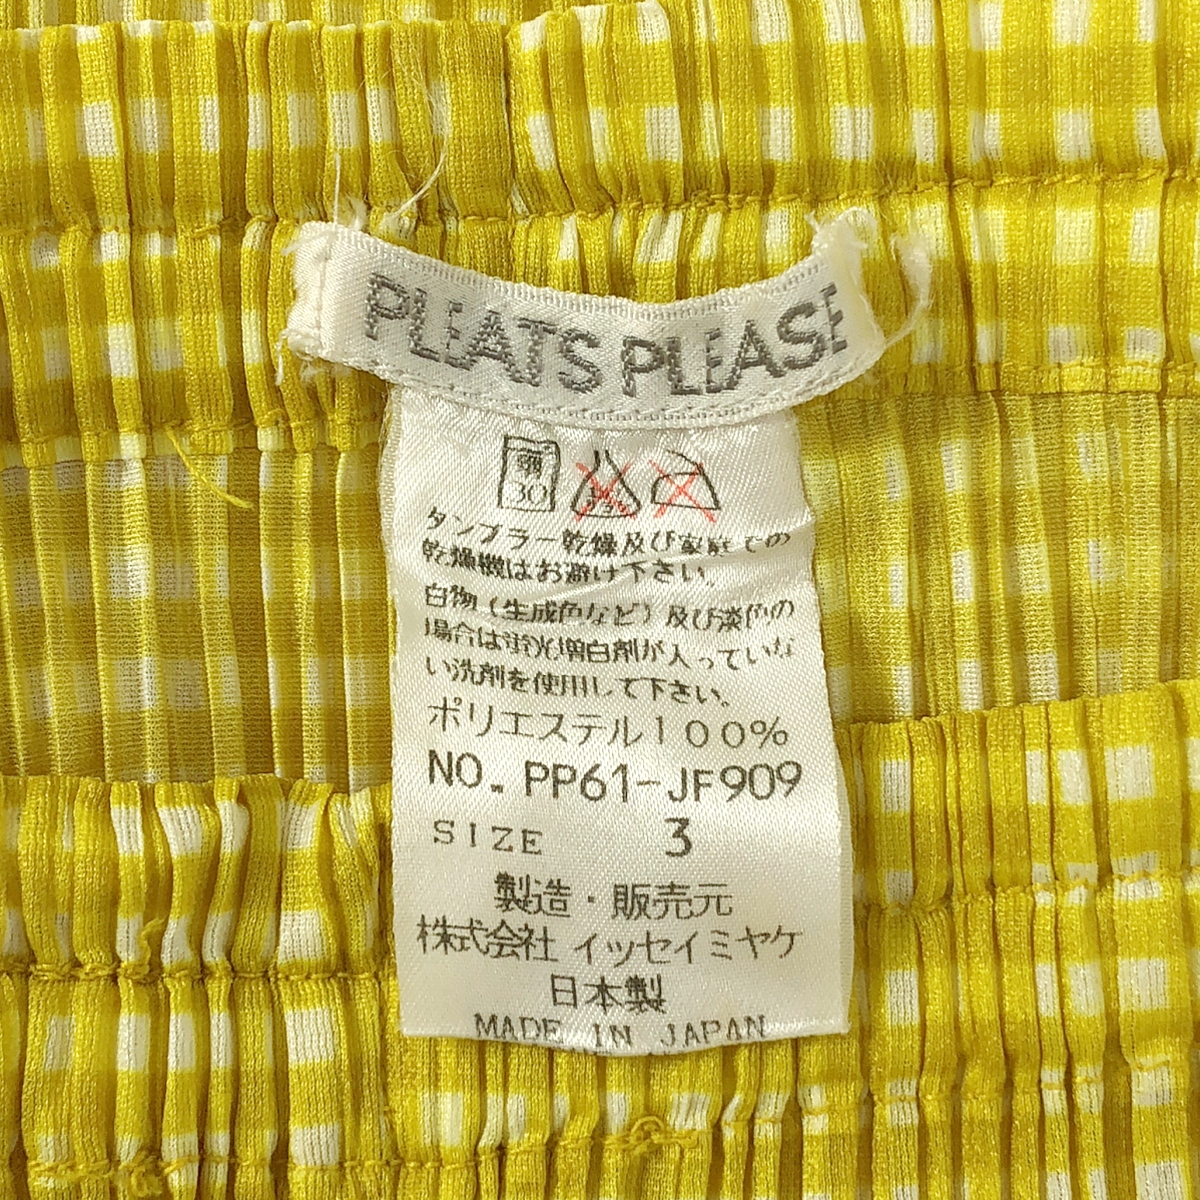 PLEATS PLEASE
弱
30
タンブラー乾燥及び家庭での
乾燥機はお避け下さい。
白物(生成色など)及び淡色の
場合は蛍光増白剤が入っていな
い洗剤を使用して下さい。
ポリエステル100%
NO. PP61-JF909
SIZE 3
製造・販売元
株式会社 イッセイミヤケ
日本製
MADE IN JAPAN